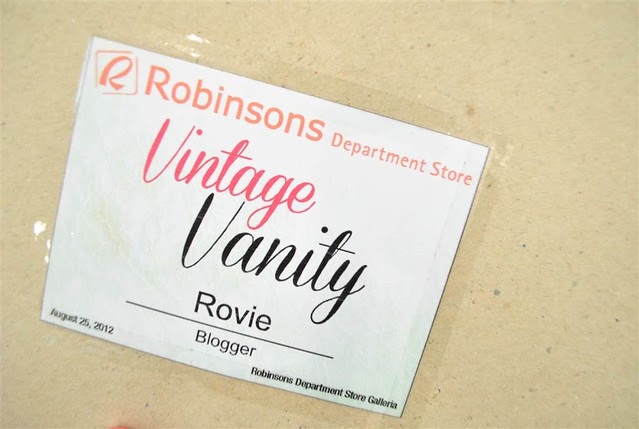 R Robinsons Department Store
Vintage
Vanity
Rovie
Blogger
August 25, 2012
Robinsons Department Store Galleria